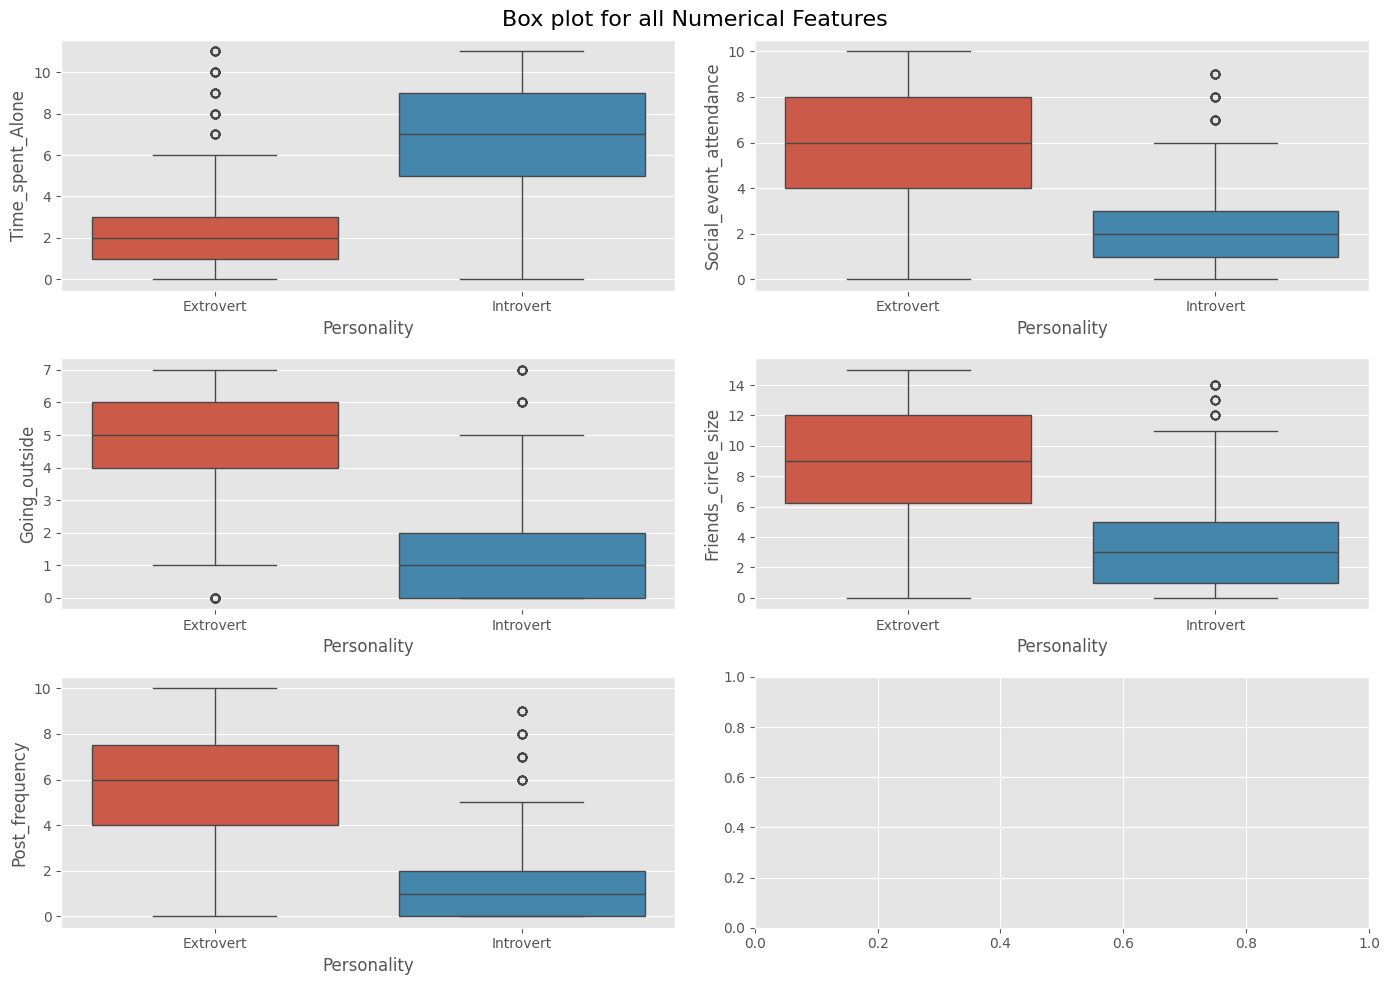 Box plot for all Numerical Features
Time_spent_Alone
10
8
6
4
2
0
Extrovert Introvert
Personality
Social_event_attendance
10
8
6
4
2
0
Extrovert Introvert
Personality
Going_outside
7
6
5
4
3
2
1
0
Extrovert Introvert
Personality
Friends_circle_size
14
12
10
8
6
4
2
0
Extrovert Introvert
Personality
Post_frequency
10
8
6
4
2
0
Extrovert Introvert
Personality
1.0
0.8
0.6
0.4
0.2
0.0
0.0 0.2 0.4 0.6 0.8 1.0